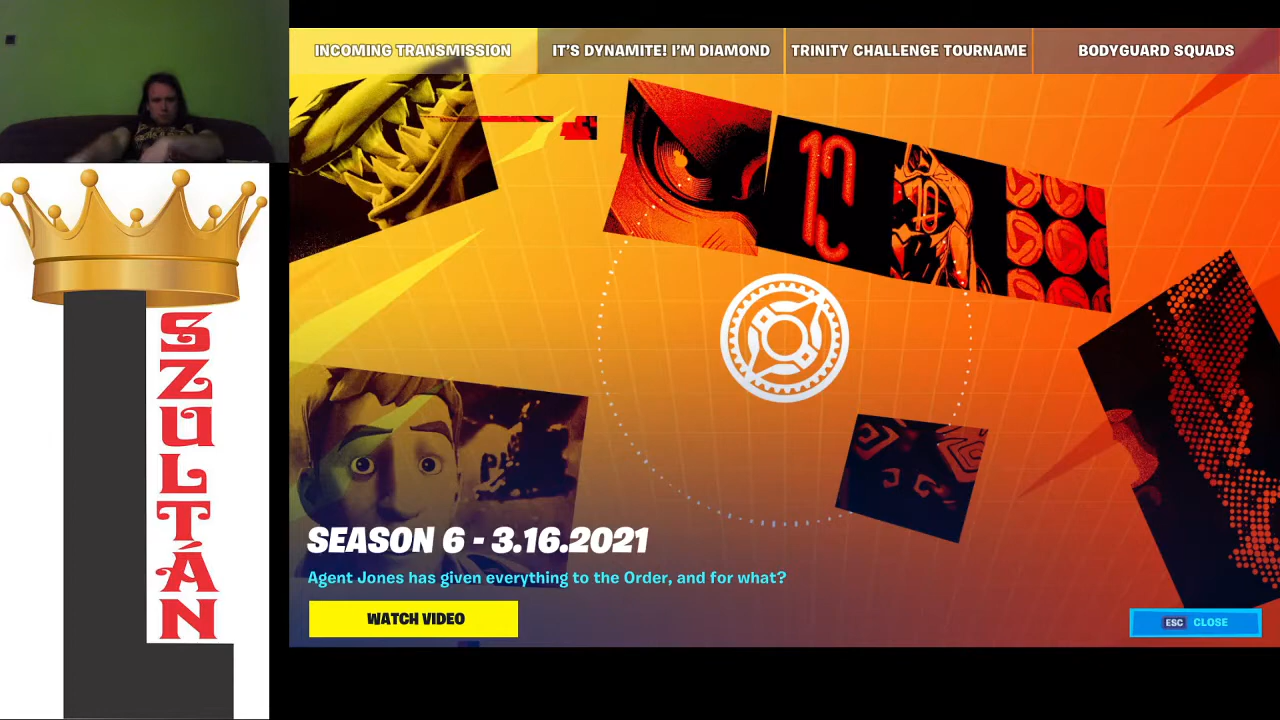 INCOMING TRANSMISSION
IT'S DYNAMITE! I'M DIAMOND
TRINITY CHALLENGE TOURNAME
BODYGUARD SQUADS
10
L
SZULTÁN
SEASON 6 - 3.16.2021
Agent Jones has given everything to the Order, and for what?
WATCH VIDEO
ESC CLOSE